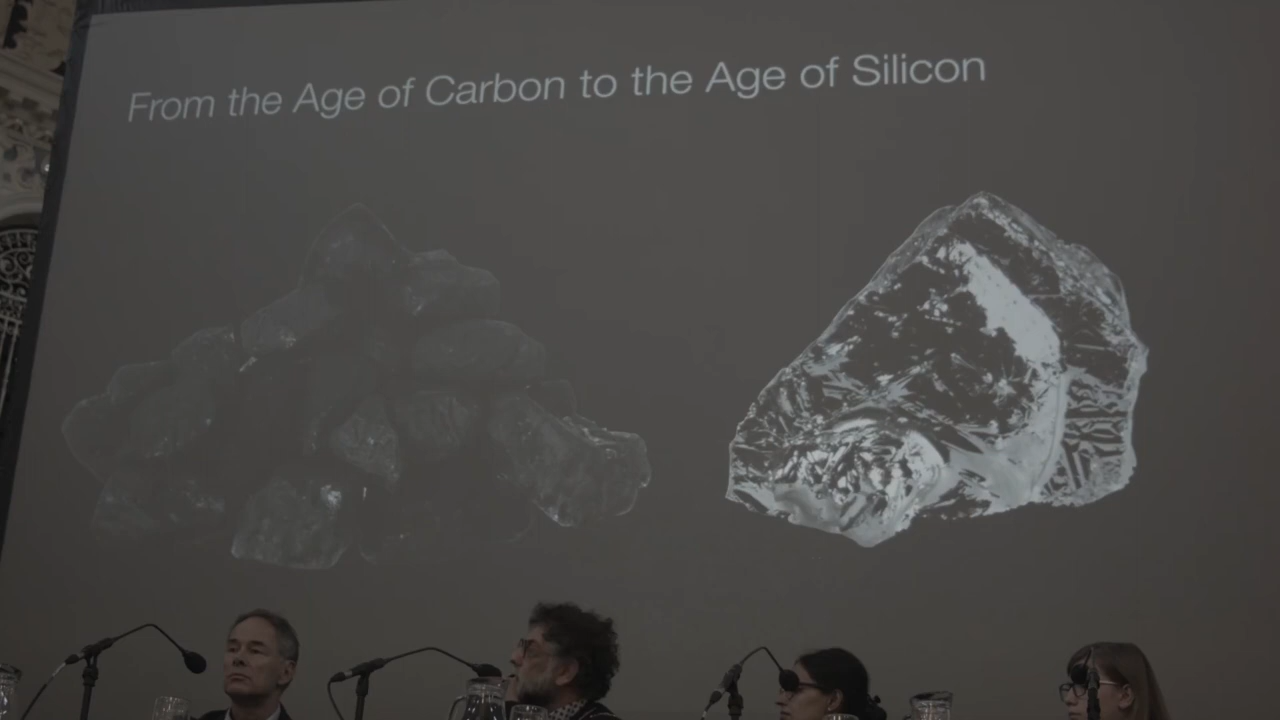 From the Age of Carbon to the Age of Silicon